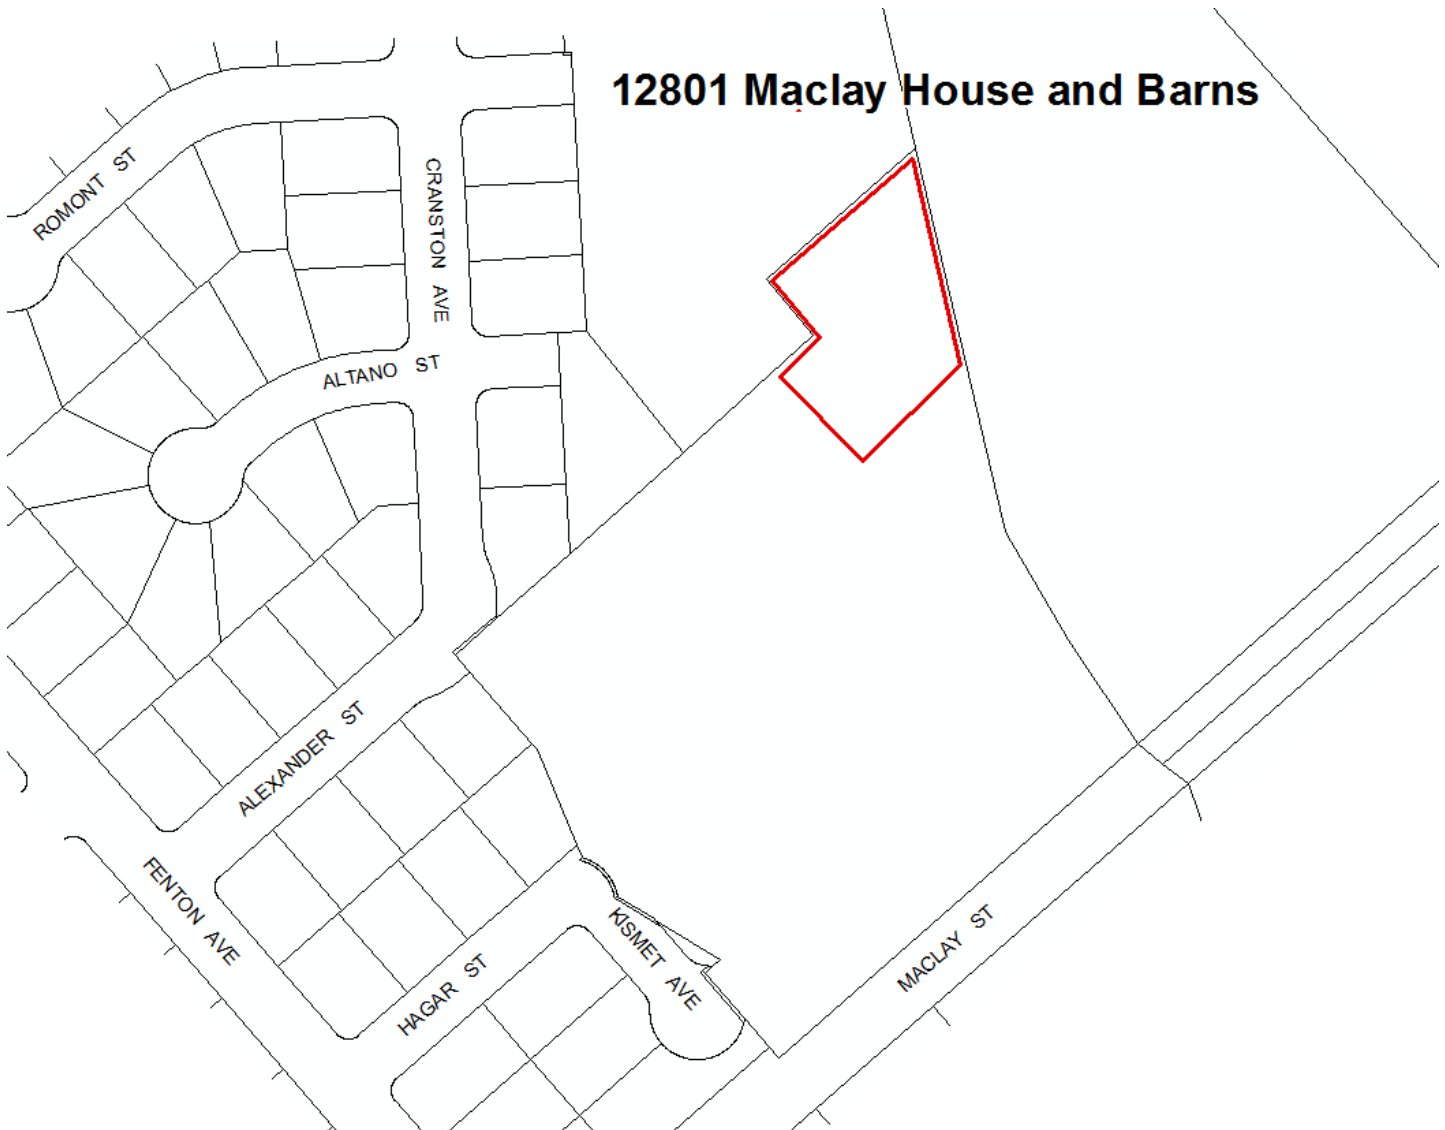 12801 Maclay House and Barns
ROMONT ST
CRANSTON AVE
ALTANO ST
ALEXANDER ST
FENTON AVE
HAGAR ST
KISMET AVE
MACLAY ST